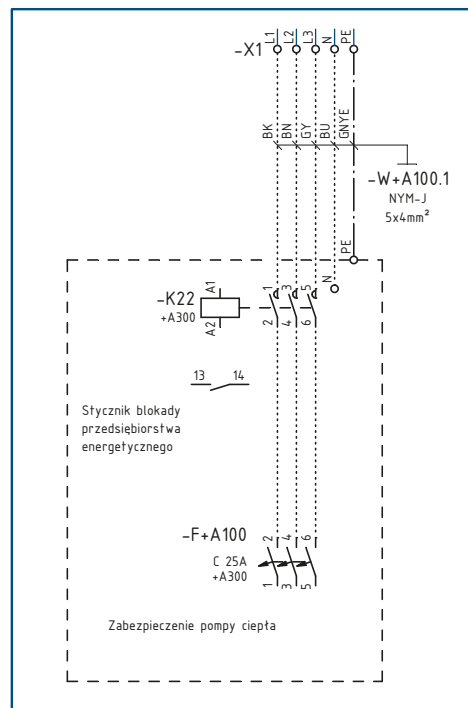 L1 L2 L3 N PE
-X1
BK BN GY BU GNYE
-W+A100.1
NYM-J
5x4mm²
PE
N
-K22
+A300
A1
A2
1 3 5
2 4 6
13 14
Stycznik blokady
przedsiębiorstwa
energetycznego
-F+A100
C 25A
+A300
2 4 6
1 3 5
Zabezpieczenie pompy ciepła